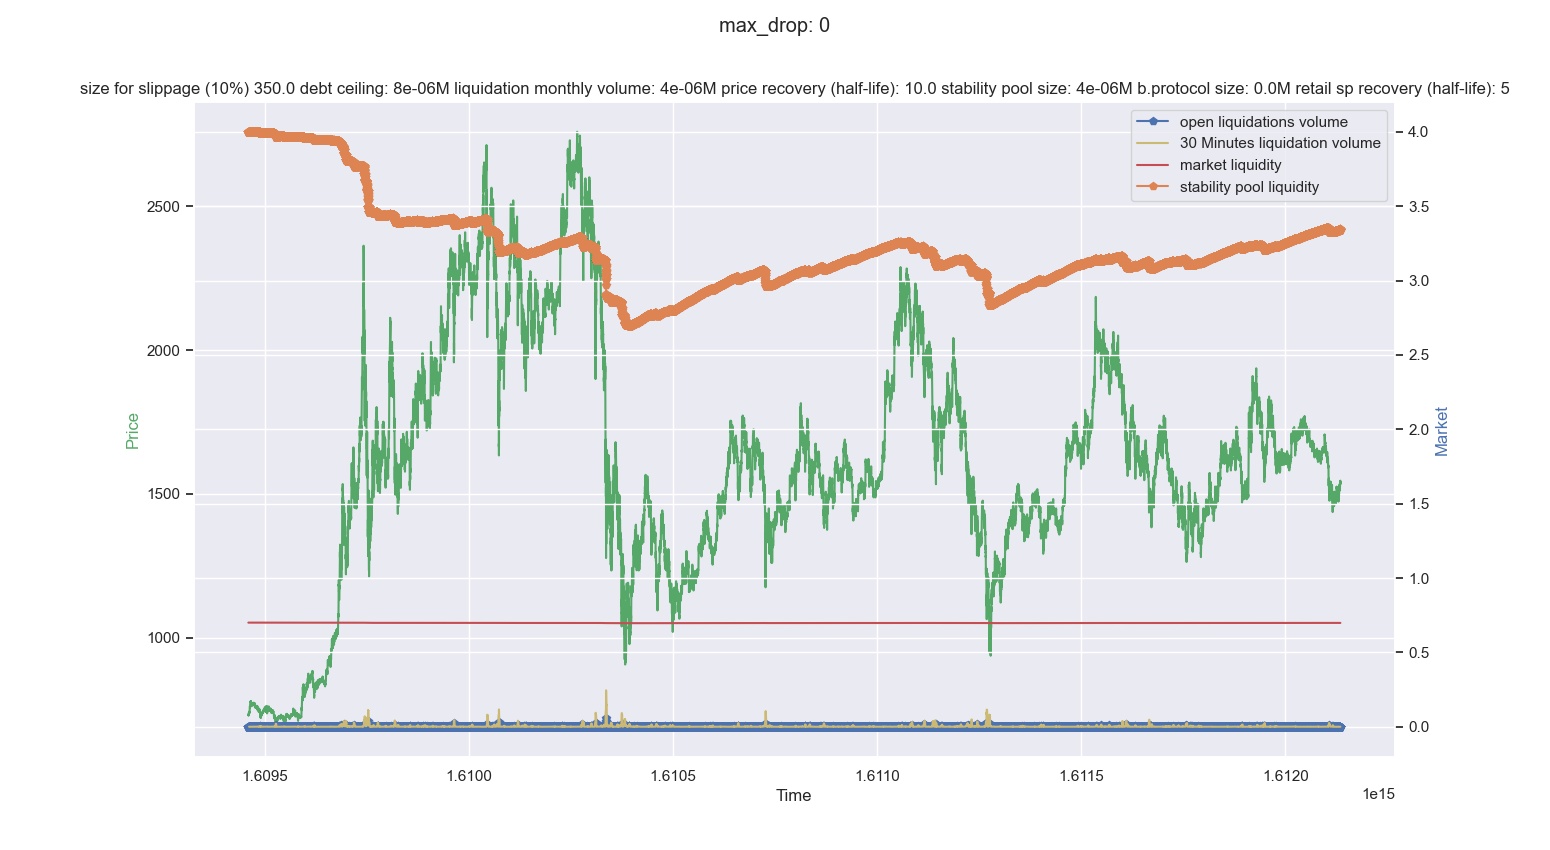 max_drop: 0
size for slippage (10%) 350.0 debt ceiling: 8e-06M liquidation monthly volume: 4e-06M price recovery (half-life): 10.0 stability pool size: 4e-06M b.protocol size: 0.0M retail sp recovery (half-life): 5
open liquidations volume
30 Minutes liquidation volume
market liquidity
stability pool liquidity
2500
2000
1500
1000
Price
4.0
3.5
3.0
2.5
2.0
1.5
1.0
0.5
0.0
Market
1.6095 1.6100 1.6105 1.6110 1.6115 1.6120
1e15
Time